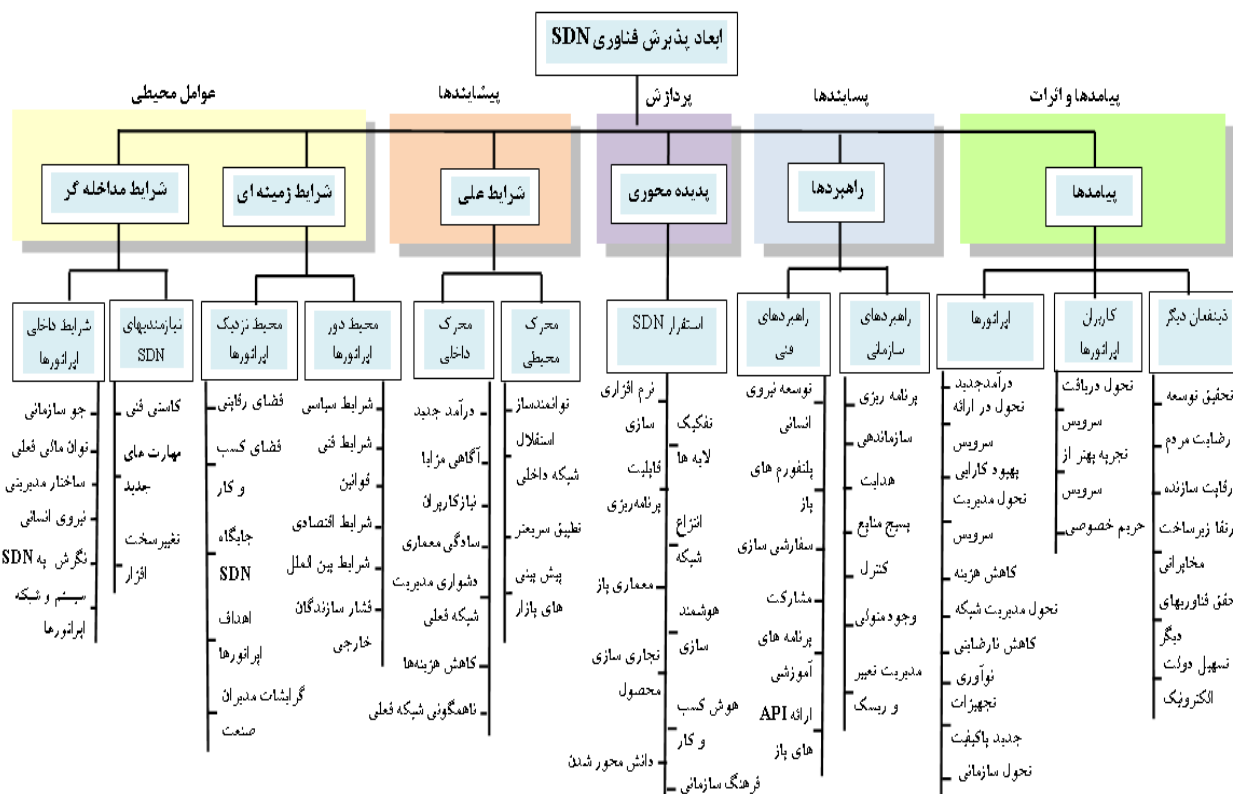 ابعاد پذیرش فناوری SDN
پیامدها و اثرات
پسایندها
پردازش
پیشایندها
عوامل محیطی
پیامدها
راهبردها
پدیده محوری
شرایط علی
شرایط زمینه ای
شرایط مداخله گر
ذینفعان دیگر
تحقیق توسعه
رضایت مردم
رقابت سازنده
رتقا زیرساخت
مخابراتی
حقق فناوریهای
دیگر
تسهیل دولت
الکترونیک
کاربران
اپراتورها
تحول دریافت
سرویس
تجربه بهتر از
سرویس
حریم خصوصی
اپراتورها
درآمدجدید
تحول در ارائه
سرویس
بهبود کارایی
تحول مدیریت
سرویس
کاهش هزینه
تحول مدیریت شبکه
کاهش نارضایتی
نوآوری
تجهیزات
جدید باکیفیت
تحول سازمانی
راهبردهای
سازمانی
برنامه ریزی
سازماندهی
هدایت
بسیج منابع
کنترل
وجود متولی
مدیریت تغییر
و ریسک
راهبردهای
فنی
توسعه نیروی
انسانی
پلتفورم های
باز
سفارشی سازی
مشارکت
برنامه های
آموزشی
ارائه API
های باز
استقرار SDN
تفکیک
لایه ها
انتزاع
شبکه
هوشمند
سازی
هوش کسب
و کار
فرهنگ سازمانی
نرم افزاری
سازی
قابلیت
برنامه‌ریزی
معماری باز
تجاری سازی
محصول
دانش محور شدن
محرک
محیطی
توانمندساز
استقلال
شبکه داخلی
تطبیق سریعتر
پیش بینی
های بازار
محرک
داخلی
درآمد جدید
آگاهی مزایا
نیازکاربران
سادگی معماری
دشواری مدیریت
شبکه فعلی
کاهش هزینه‌ها
ناهمگونی شبکه فعلی
محیط دور
اپراتورها
شرایط سیاسی
شرایط فنی
قوانین
شرایط اقتصادی
شرایط بین الملل
فشار سازندگان
خارجی
محیط نزدیک
اپراتورها
فضای رقابتی
فضای کسب
و کار
جایگاه
SDN
اهداف
اپراتورها
گرایشات مدیران
صنعت
نیازمندیهای
SDN
کاستی فنی
مهارت های
جدید
تغییرسخت
افزار
شرایط داخلی
اپراتورها
جو سازمانی
توان مالی فعلی
ساختار مدیریتی
نیروی انسانی
نگرش به SDN
سیستم و شبکه
اپراتورها